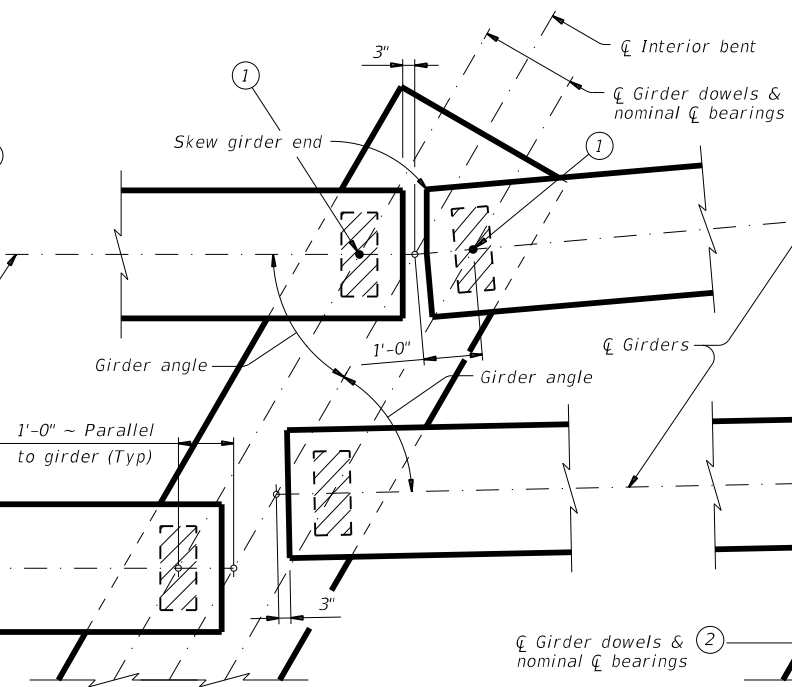 ℄ Interior bent
3"
1
℄ Girder dowels &
nominal ℄ bearings
Skew girder end
1
1'-0"
℄ Girders
Girder angle
Girder angle
1'-0" ~ Parallel
to girder (Typ)
3"
℄ Girder dowels & 2
nominal ℄ bearings